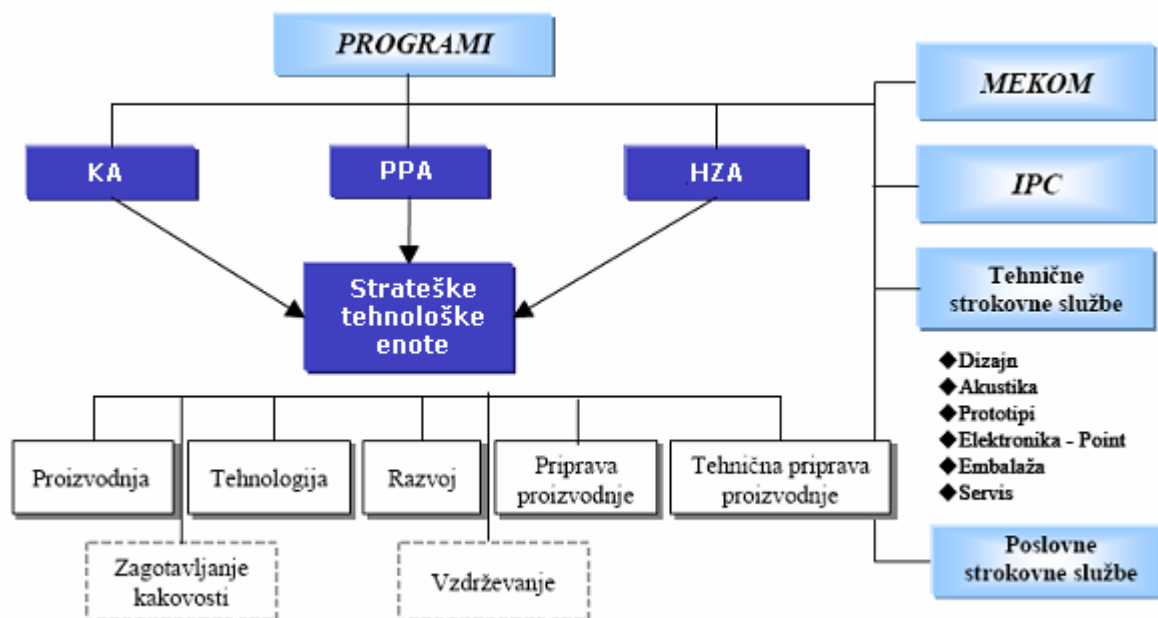 PROGRAMI
MEKOM
KA
PPA
HZA
IPC
Strateške
tehnološke
enote
Tehnične
strokovne službe
◆Dizajn
◆Akustika
◆Prototipi
◆Elektronika - Point
◆Embalaža
◆Servis
Proizvodnja
Tehnologija
Razvoj
Priprava
proizvodnje
Tehnična priprava
proizvodnje
Zagotavljanje
kakovosti
Vzdrževanje
Poslovne
strokovne službe